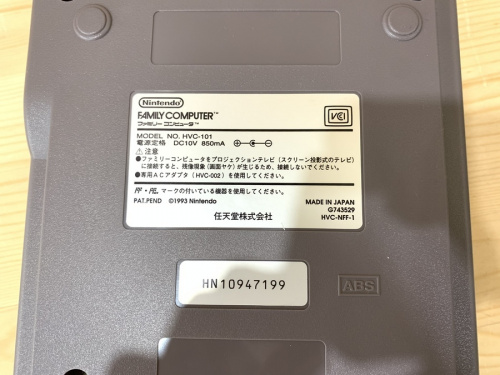 Nintendo
FAMILY COMPUTER™
ファミリー コンピュータ™
VCI
MODEL NO. HVC-101
電源定格 DC10V 850mA
⚠注意
●ファミリーコンピュータをプロジェクションテレビ（スクリーン投影式のテレビ）
に接続すると、残像現象（画面ヤケ）が生じるため、接続しないでください。
●専用ACアダプタ（HVC-002）を使用してください。
マークの付いている機器を使用してください。
PAT.PEND ©1993 Nintendo
MADE IN JAPAN
G743529
任天堂株式会社
HVC-NFF-1
HN10947199
ABS